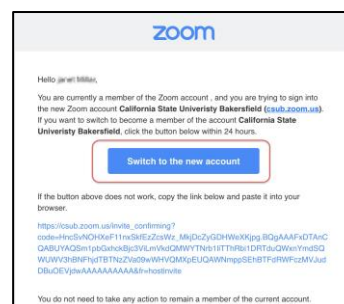 zoom
Hello janet Miller,
You are currently a member of the Zoom account , and you are trying to sign into
the new Zoom account California State Univeristy Bakersfield (csub.zoom.us).
If you want to switch to become a member of the account California State
Univeristy Bakersfield, click the button below within 24 hours.
Switch to the new account
If the button above does not work, copy the link below and paste it into your
browser.
https://csub.zoom.us/invite_confirming?
You do not need to take any action to remain a member of the current account.